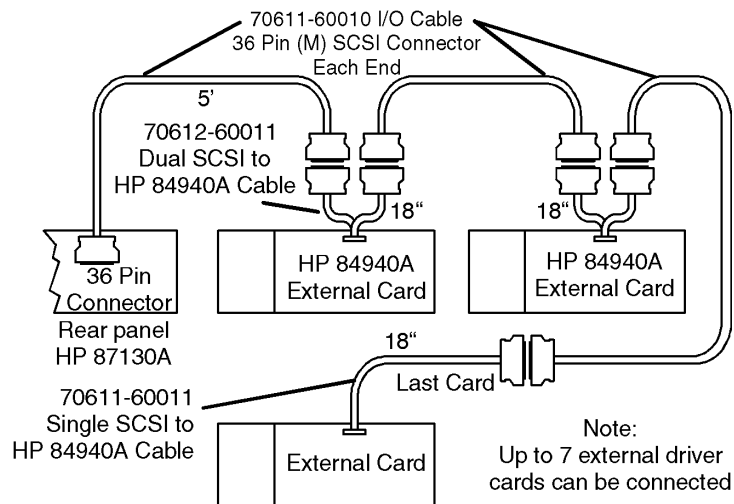 70611-60010 I/O Cable
36 Pin (M) SCSI Connector
Each End
5’
70612-60011
Dual SCSI to
HP 84940A Cable
18“
18“
36 Pin
Connector
Rear panel
HP 87130A
HP 84940A
External Card
HP 84940A
External Card
18“
Last Card
70611-60011
Single SCSI to
HP 84940A Cable
External Card
Note:
Up to 7 external driver
cards can be connected